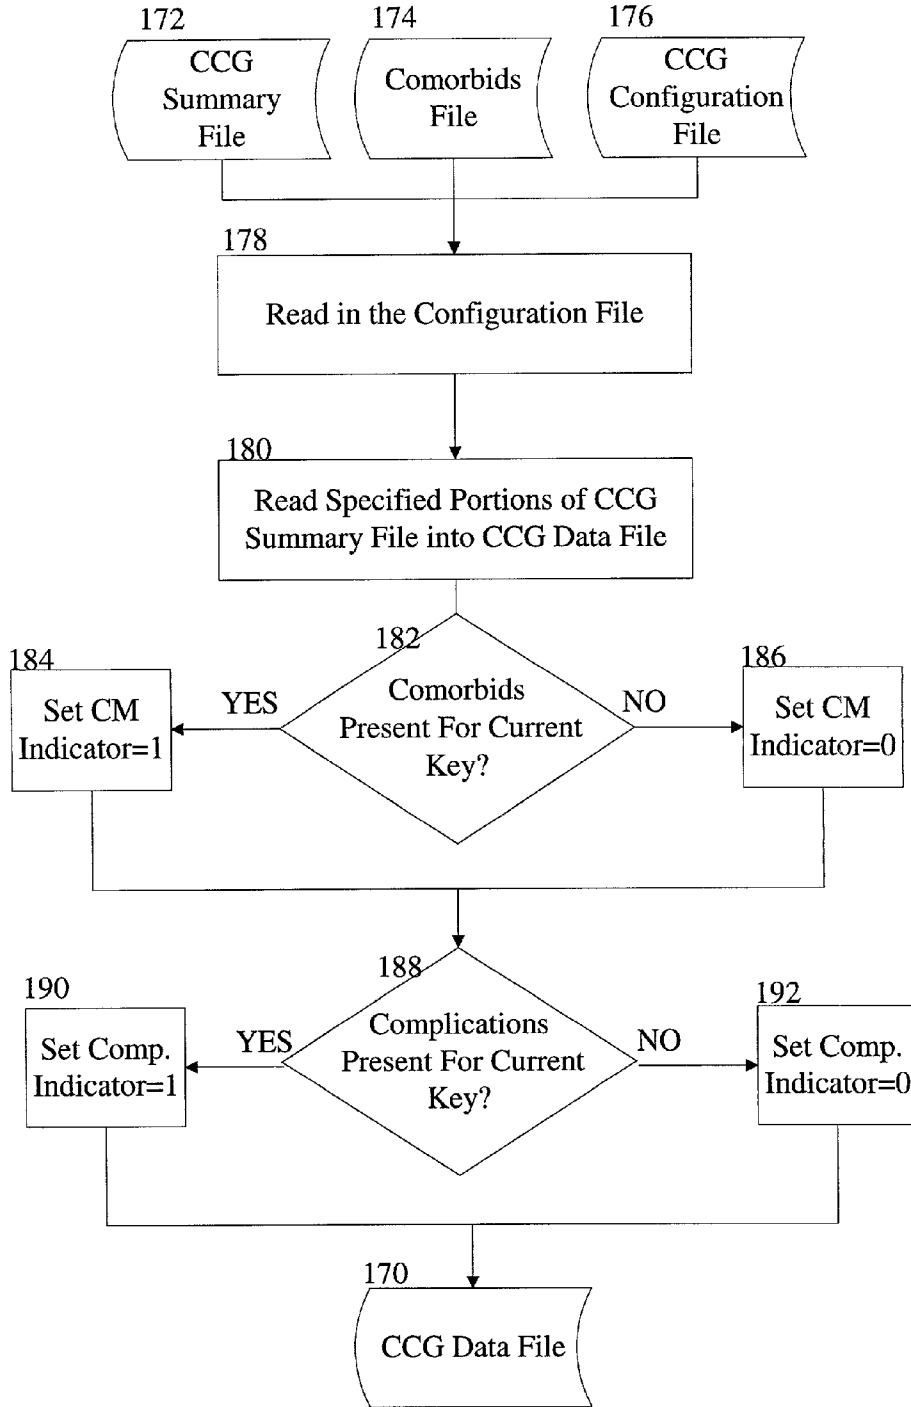 172
CCG
Summary
File
174
Comorbids
File
176
CCG
Configuration
File
178
Read in the Configuration File
180
Read Specified Portions of CCG
Summary File into CCG Data File
182
Comorbids
Present For Current
Key?
YES
NO
184
Set CM
Indicator=1
186
Set CM
Indicator=0
188
Complications
Present For Current
Key?
YES
NO
190
Set Comp.
Indicator=1
192
Set Comp.
Indicator=0
170
CCG Data File